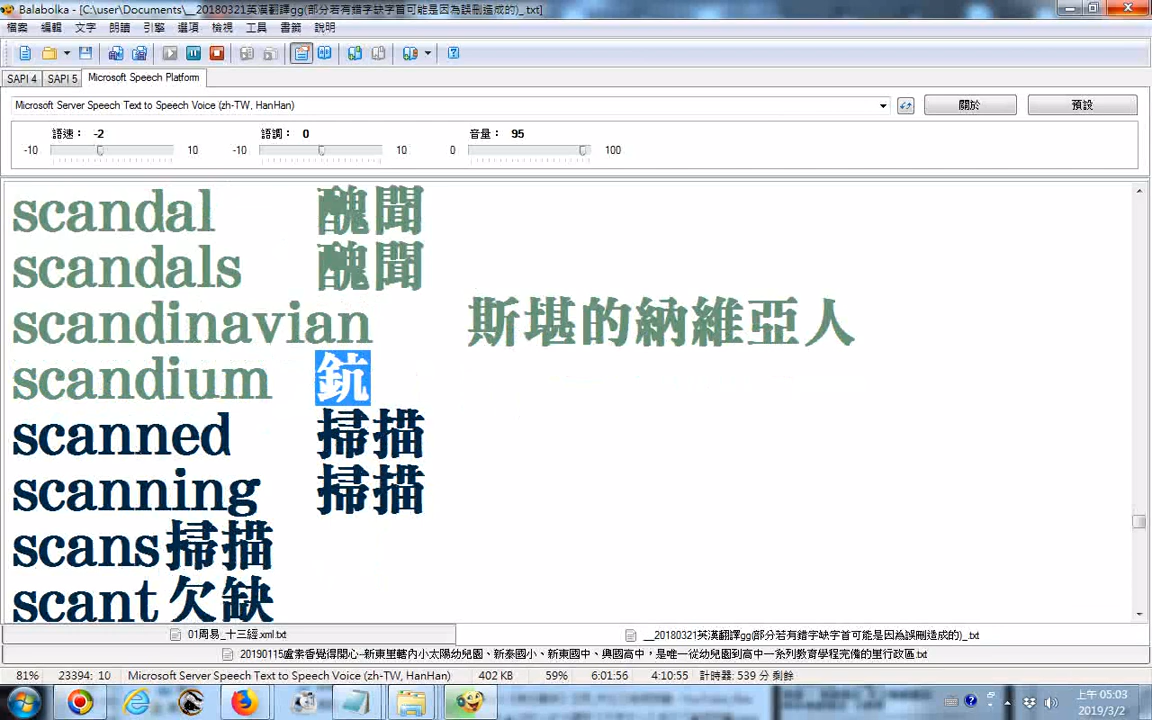 Balabolka - [C:\user\Documents\__20180321英漢翻譯gg(部分若有錯字缺字首可能是因為誤刪造成的)_.txt]
檔案 編輯 文字 朗讀 引擎 選項 檢視 工具 書籤 說明
SAPI 4 SAPI 5 Microsoft Speech Platform
Microsoft Server Speech Text to Speech Voice (zh-TW, HanHan) 關於 預設
語速： -2 語調： 0 音量： 95
-10 10 -10 10 0 100
scandal 醜聞
scandals 醜聞
scandinavian 斯堪的納維亞人
scandium 鈧
scanned 掃描
scanning 掃描
scans 掃描
scant 欠缺
01周易_十三經.xml.txt __20180321英漢翻譯gg(部分若有錯字缺字首可能是因為誤刪造成的)_.txt
20190115盧素香覺得開心-新東里轄內小太陽幼兒園、新泰國小、新東國中、興國高中，是唯一從幼兒園到高中一系列教育學程完備的里行政區.txt
81% 23394: 10 Microsoft Server Speech Text to Speech Voice (zh-TW, HanHan) 402 KB 59% 6:01:56 4:10:55 計時器: 539 分 剩餘
上午 05:03
2019/3/2